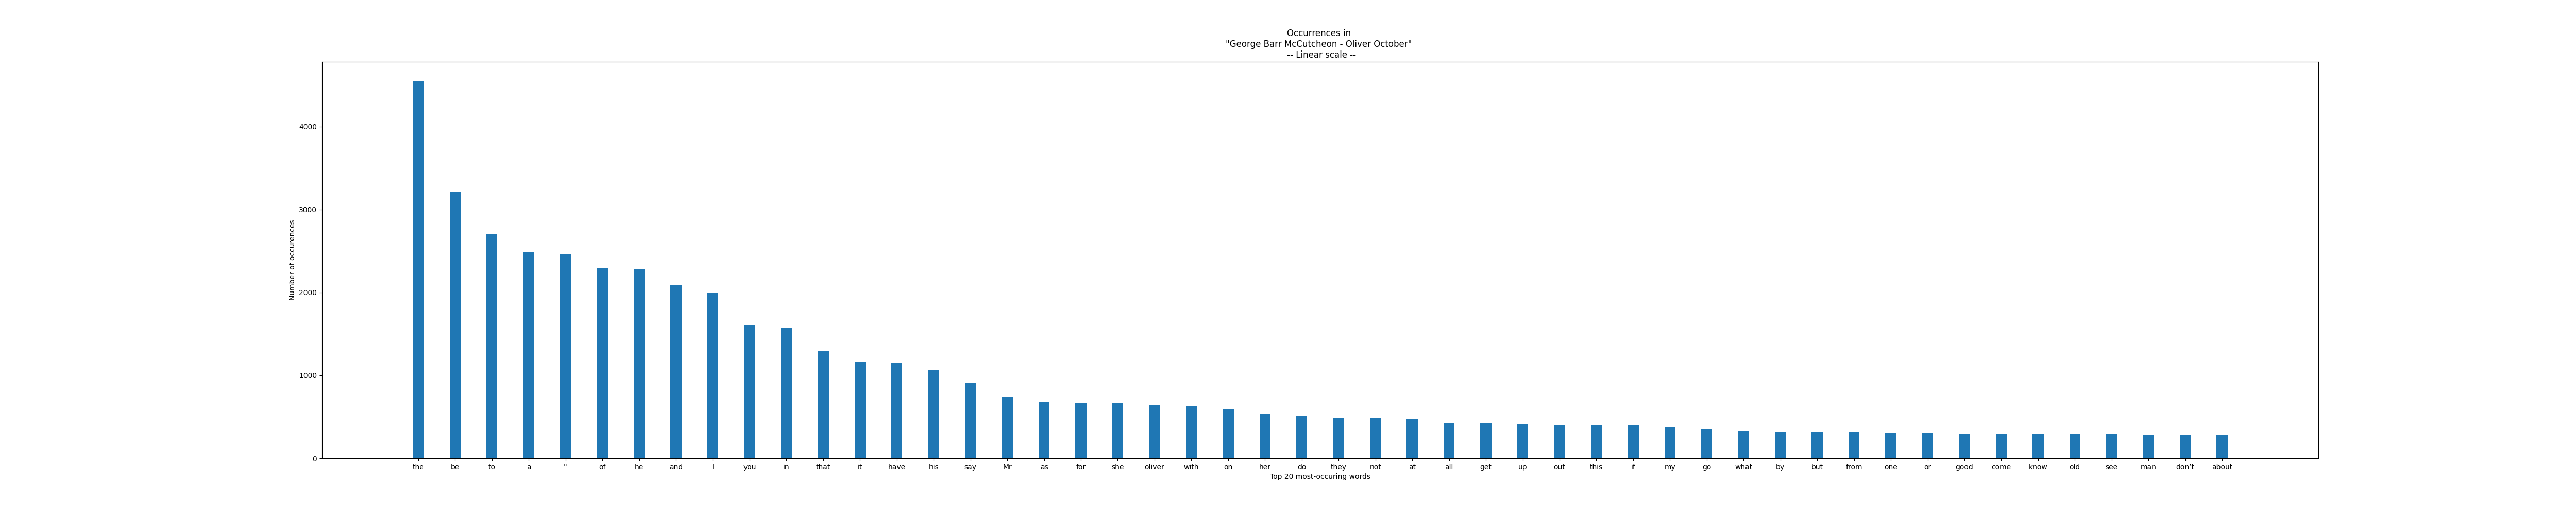 Occurrences in
"George Barr McCutcheon - Oliver October"
-- Linear scale --
Number of occurences
4000
3000
2000
1000
0
the be to a " of he and I you in that it have his say Mr as for she oliver with on her do they not at all get up out this if my go what by but from one or good come know old see man don't about
Top 20 most-occuring words